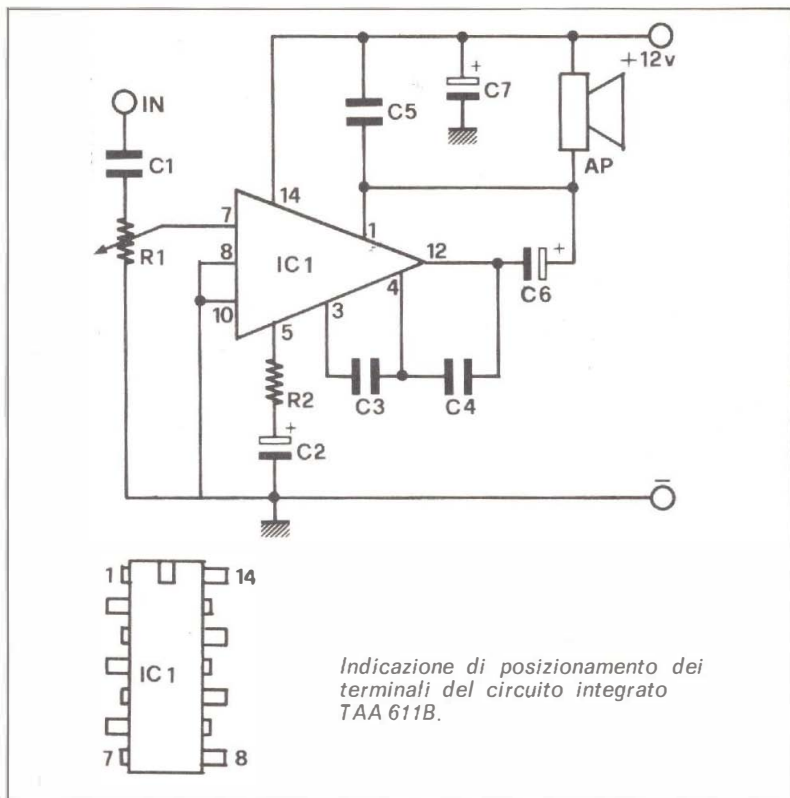 +12v
+
C7
C5
IN
AP
C1
14
7
1
R1
8
IC1
12
+
4
C6
10
3
5
R2
C3
C4
+
C2
–
1
14
IC1
7
8
Indicazione di posizionamento dei
terminali del circuito integrato
TAA 611B.